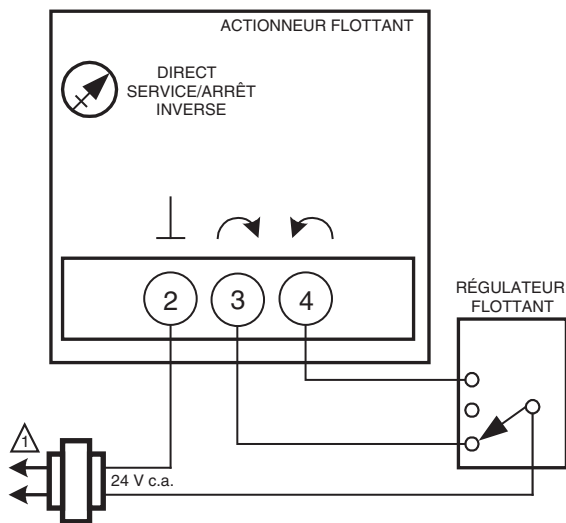 ACTIONNEUR FLOTTANT
DIRECT
SERVICE/ARRÊT
INVERSE
2
3
4
RÉGULATEUR
FLOTTANT
1
24 V c.a.